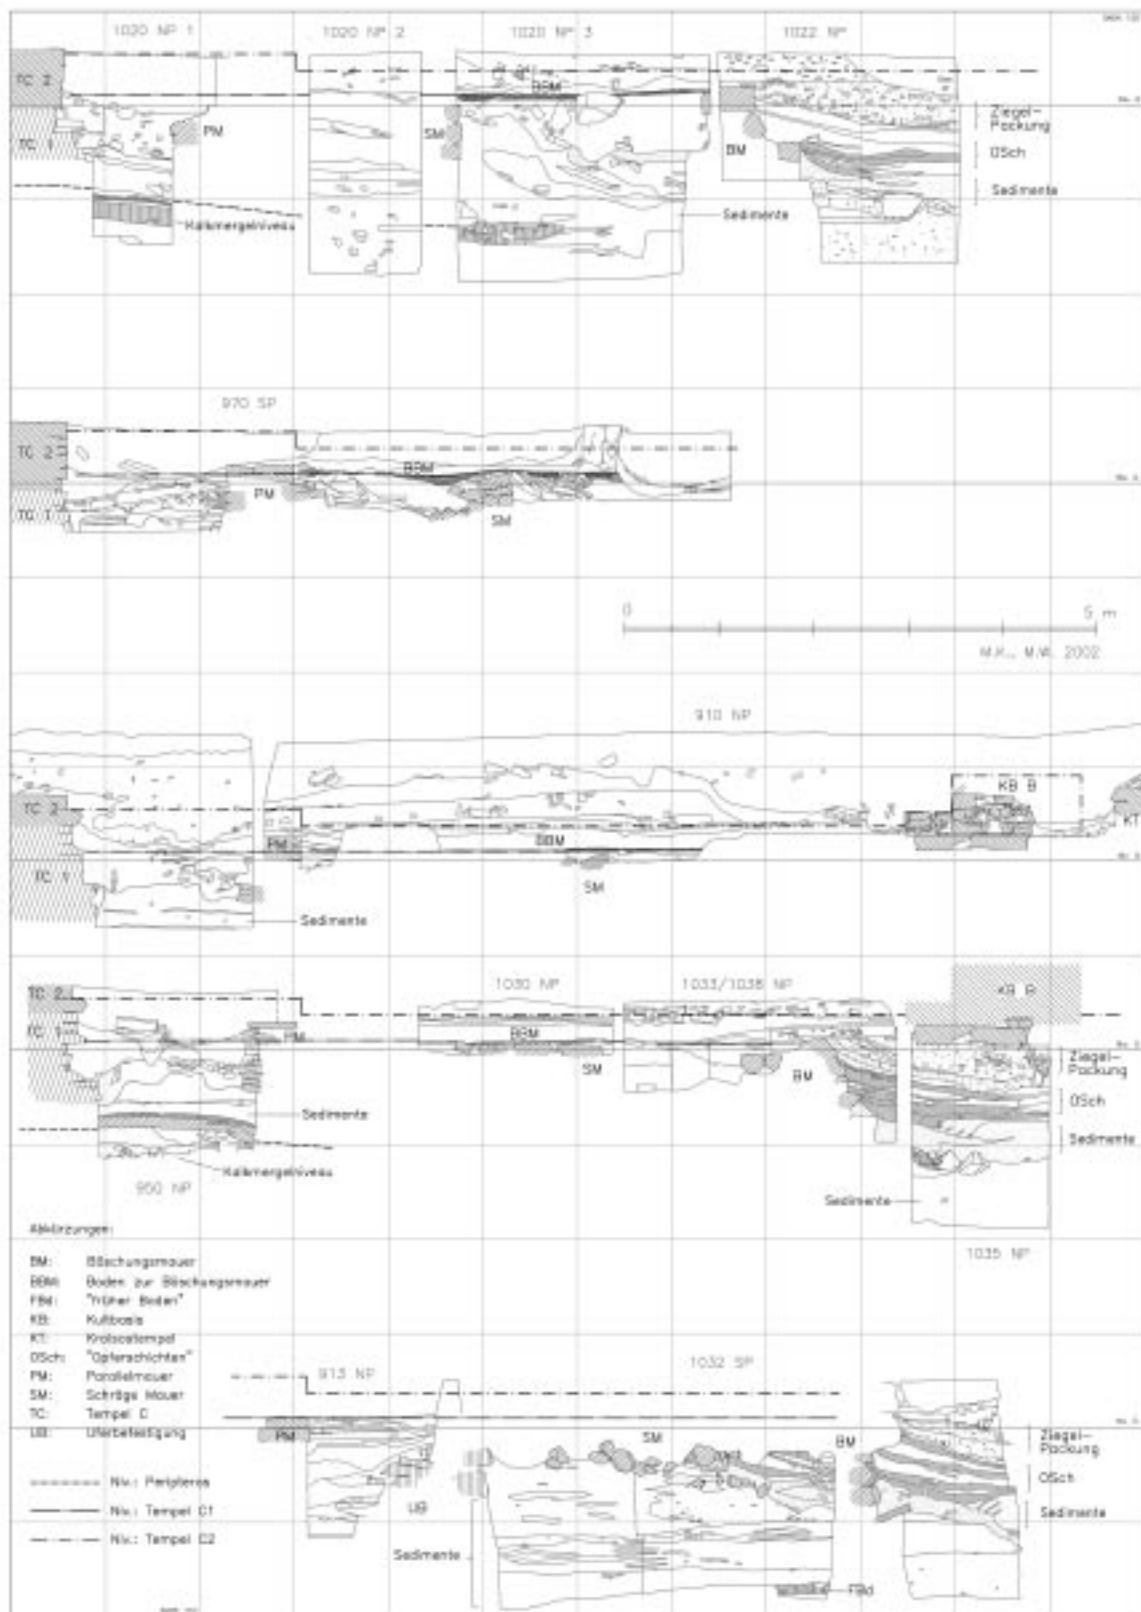 1020 NP 1
1020 NP 2
1020 NP 3
1022 NP
TC 2
BBM
Ziegel-
Packung
TC 1
PM
SM
BM
OSch
Sedimente
Kalkmergelniveau
Sedimente
970 SP
TC 2
BBM
PM
TC 1
SM
0
5 m
M.K., M.W. 2002
910 NP
KB B
TC 2
KT
PM
BBM
TC 1
SM
Sedimente
1030 NP
1033/1038 NP
KB B
TC 2
TC 1
BBM
PM
Ziegel-
Packung
SM
BM
OSch
Sedimente
Sedimente
Kalkmergelniveau
950 NP
Sedimente
1035 NP
Abkürzungen:
BM: Böschungsmauer
BBM: Boden zur Böschungsmauer
FBd: "früher Boden"
KB: Kultbasis
KT: Kroisostempel
OSch: "Opferschichten"
PM: Parallelmauer
SM: Schräge Mauer
TC: Tempel C
UB: Uferbefestigung
Niv.: Peripteros
Niv.: Tempel C1
Niv.: Tempel C2
913 NP
1032 SP
PM
SM
BM
Ziegel-
Packung
OSch
UB
Sedimente
Sedimente
FBd